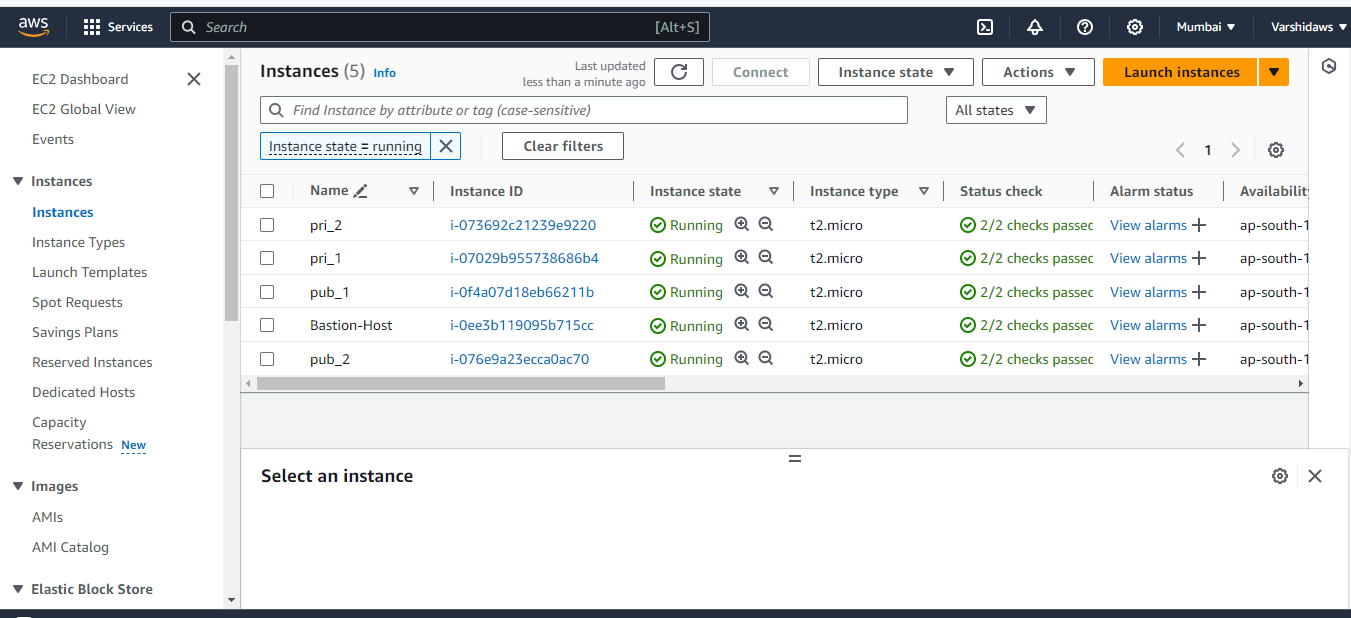 aws Services Search [Alt+S] Mumbai Varshidaws
EC2 Dashboard
EC2 Global View
Events
Instances
Instances
Instance Types
Launch Templates
Spot Requests
Savings Plans
Reserved Instances
Dedicated Hosts
Capacity
Reservations New
Images
AMIs
AMI Catalog
Elastic Block Store
Instances (5) Info
Last updated
less than a minute ago
Connect Instance state Actions Launch instances
Find Instance by attribute or tag (case-sensitive) All states
Instance state = running Clear filters
1
Name Instance ID Instance state Instance type Status check Alarm status Availability
pri_2 i-073692c21239e9220 Running t2.micro 2/2 checks passec View alarms ap-south-1
pri_1 i-07029b955738686b4 Running t2.micro 2/2 checks passec View alarms ap-south-1
pub_1 i-0f4a07d18eb66211b Running t2.micro 2/2 checks passec View alarms ap-south-1
Bastion-Host i-0ee3b119095b715cc Running t2.micro 2/2 checks passec View alarms ap-south-1
pub_2 i-076e9a23ecca0ac70 Running t2.micro 2/2 checks passec View alarms ap-south-1
Select an instance